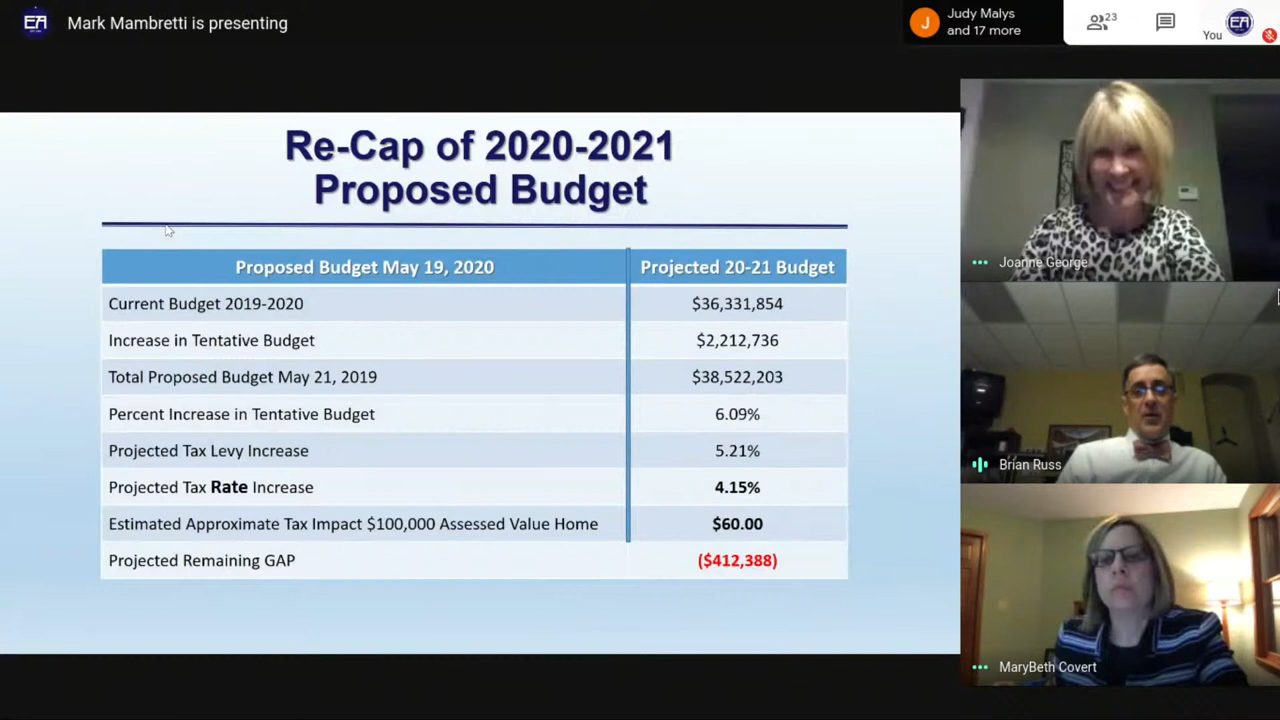 EA
Mark Mambretti is presenting
J
Judy Malys
and 17 more
23
You
EA
Re-Cap of 2020-2021
Proposed Budget
Proposed Budget May 19, 2020 Projected 20-21 Budget
Current Budget 2019-2020 $36,331,854
Increase in Tentative Budget $2,212,736
Total Proposed Budget May 21, 2019 $38,522,203
Percent Increase in Tentative Budget 6.09%
Projected Tax Levy Increase 5.21%
Projected Tax Rate Increase 4.15%
Estimated Approximate Tax Impact $100,000 Assessed Value Home $60.00
Projected Remaining GAP ($412,388)
Joanne George
Brian Russ
MaryBeth Covert